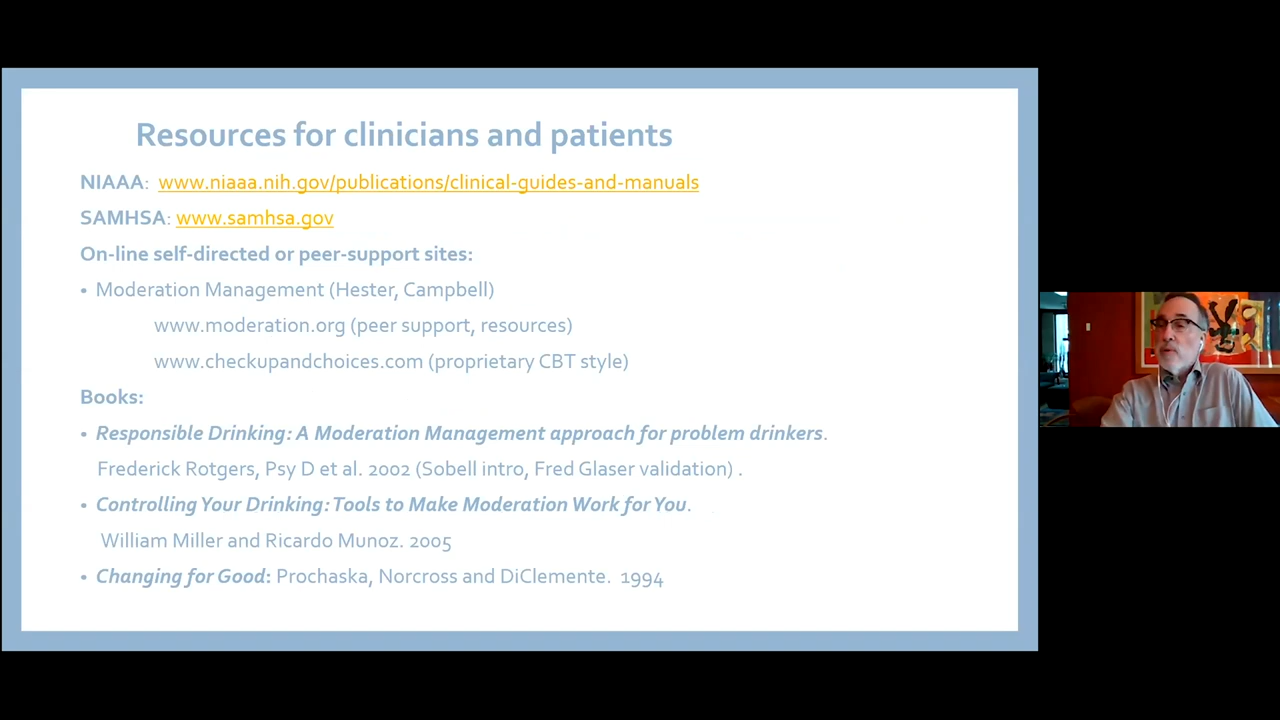 Resources for clinicians and patients
NIAAA: www.niaaa.nih.gov/publications/clinical-guides-and-manuals
SAMHSA: www.samhsa.gov
On-line self-directed or peer-support sites:
• Moderation Management (Hester, Campbell)
www.moderation.org (peer support, resources)
www.checkupandchoices.com (proprietary CBT style)
Books:
• Responsible Drinking: A Moderation Management approach for problem drinkers.
Frederick Rotgers, Psy D et al. 2002 (Sobell intro, Fred Glaser validation) .
• Controlling Your Drinking: Tools to Make Moderation Work for You.
William Miller and Ricardo Munoz. 2005
• Changing for Good: Prochaska, Norcross and DiClemente. 1994